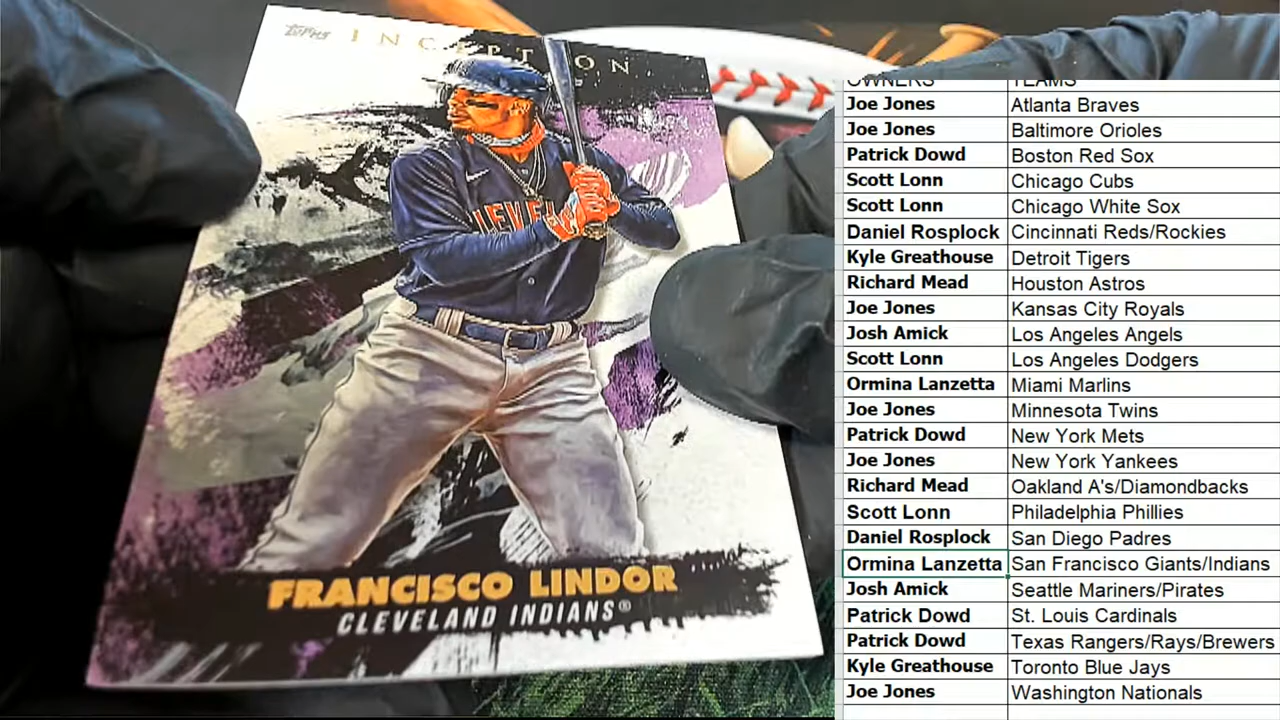 TOPPS INCEPTION
CLEVEL
FRANCISCO LINDOR
CLEVELAND INDIANS®
OWNERS TEAMS
Joe Jones Atlanta Braves
Joe Jones Baltimore Orioles
Patrick Dowd Boston Red Sox
Scott Lonn Chicago Cubs
Scott Lonn Chicago White Sox
Daniel Rosplock Cincinnati Reds/Rockies
Kyle Greathouse Detroit Tigers
Richard Mead Houston Astros
Joe Jones Kansas City Royals
Josh Amick Los Angeles Angels
Scott Lonn Los Angeles Dodgers
Ormina Lanzetta Miami Marlins
Joe Jones Minnesota Twins
Patrick Dowd New York Mets
Joe Jones New York Yankees
Richard Mead Oakland A's/Diamondbacks
Scott Lonn Philadelphia Phillies
Daniel Rosplock San Diego Padres
Ormina Lanzetta San Francisco Giants/Indians
Josh Amick Seattle Mariners/Pirates
Patrick Dowd St. Louis Cardinals
Patrick Dowd Texas Rangers/Rays/Brewers
Kyle Greathouse Toronto Blue Jays
Joe Jones Washington Nationals